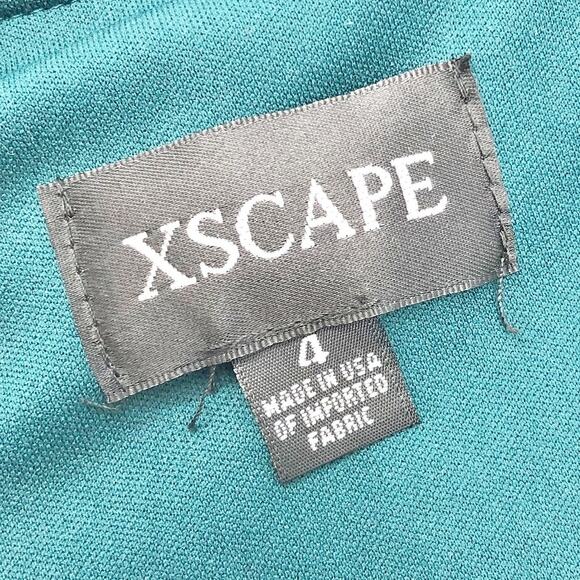 XSCAPE
4
MADE IN USA
OF IMPORTED
FABRIC